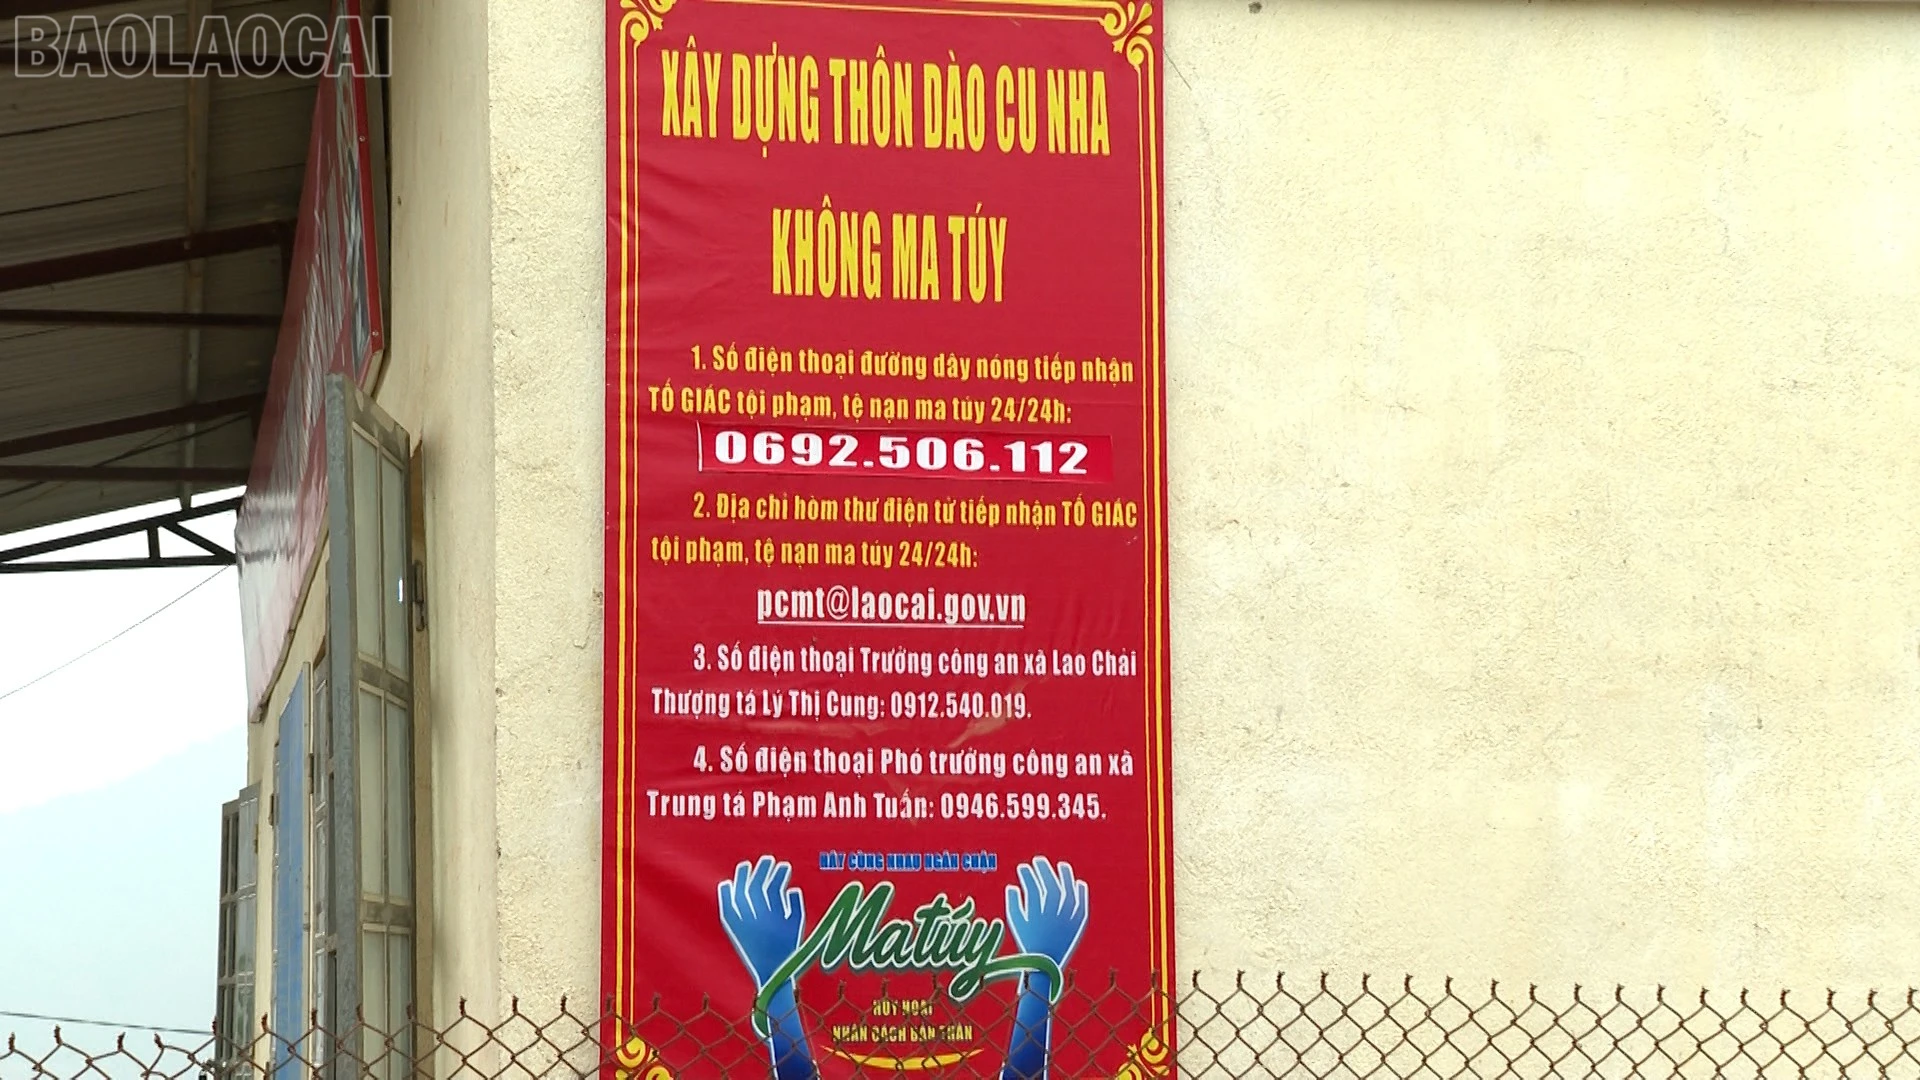 BAOLAOCAI
XÂY DỰNG THÔN DÀO CU NHA
KHÔNG MA TÚY
1. Số điện thoại đường dây nóng tiếp nhận
TỐ GIÁC tội phạm, tệ nạn ma túy 24/24h:
0692.506.112
2. Địa chỉ hòm thư điện tử tiếp nhận TỐ GIÁC
tội phạm, tệ nạn ma túy 24/24h:
pcmt@laocai.gov.vn
3. Số điện thoại Trưởng công an xã Lao Chải
Thượng tá Lý Thị Cung: 0912.540.019.
4. Số điện thoại Phó trưởng công an xã
Trung tá Phạm Anh Tuấn: 0946.599.345.
HÃY CÙNG NHAU NGĂN CHẶN
Ma túy
HỦY HOẠI
NHÂN CÁCH BẢN THÂN